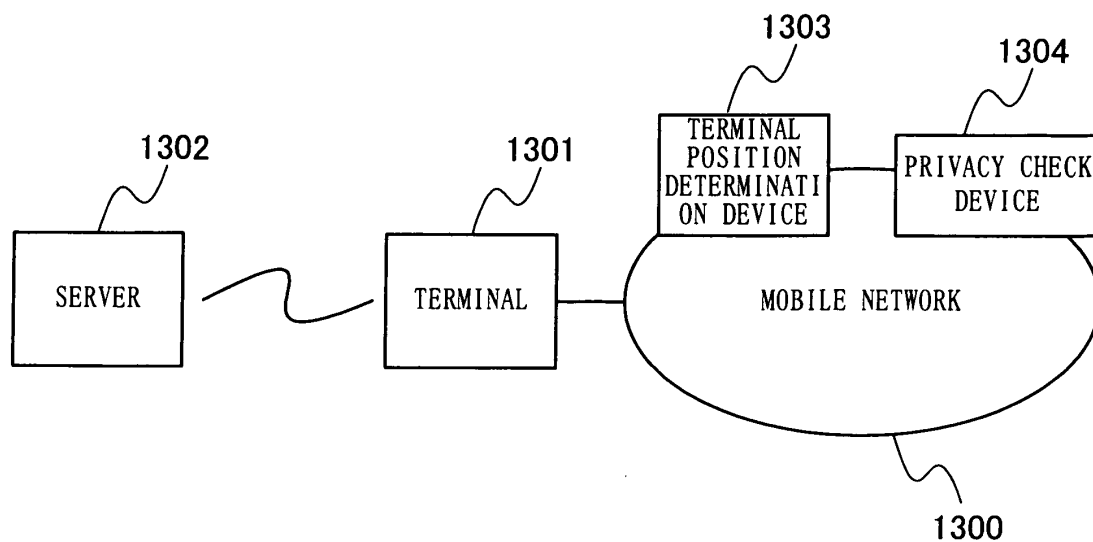 1303
1304
1302
1301
TERMINAL
POSITION
DETERMINATI
ON DEVICE
PRIVACY CHECK
DEVICE
SERVER
TERMINAL
MOBILE NETWORK
1300